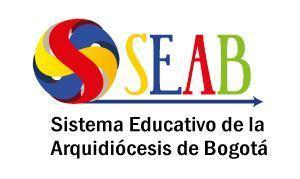 SEAB
Sistema Educativo de la
Arquidiócesis de Bogotá